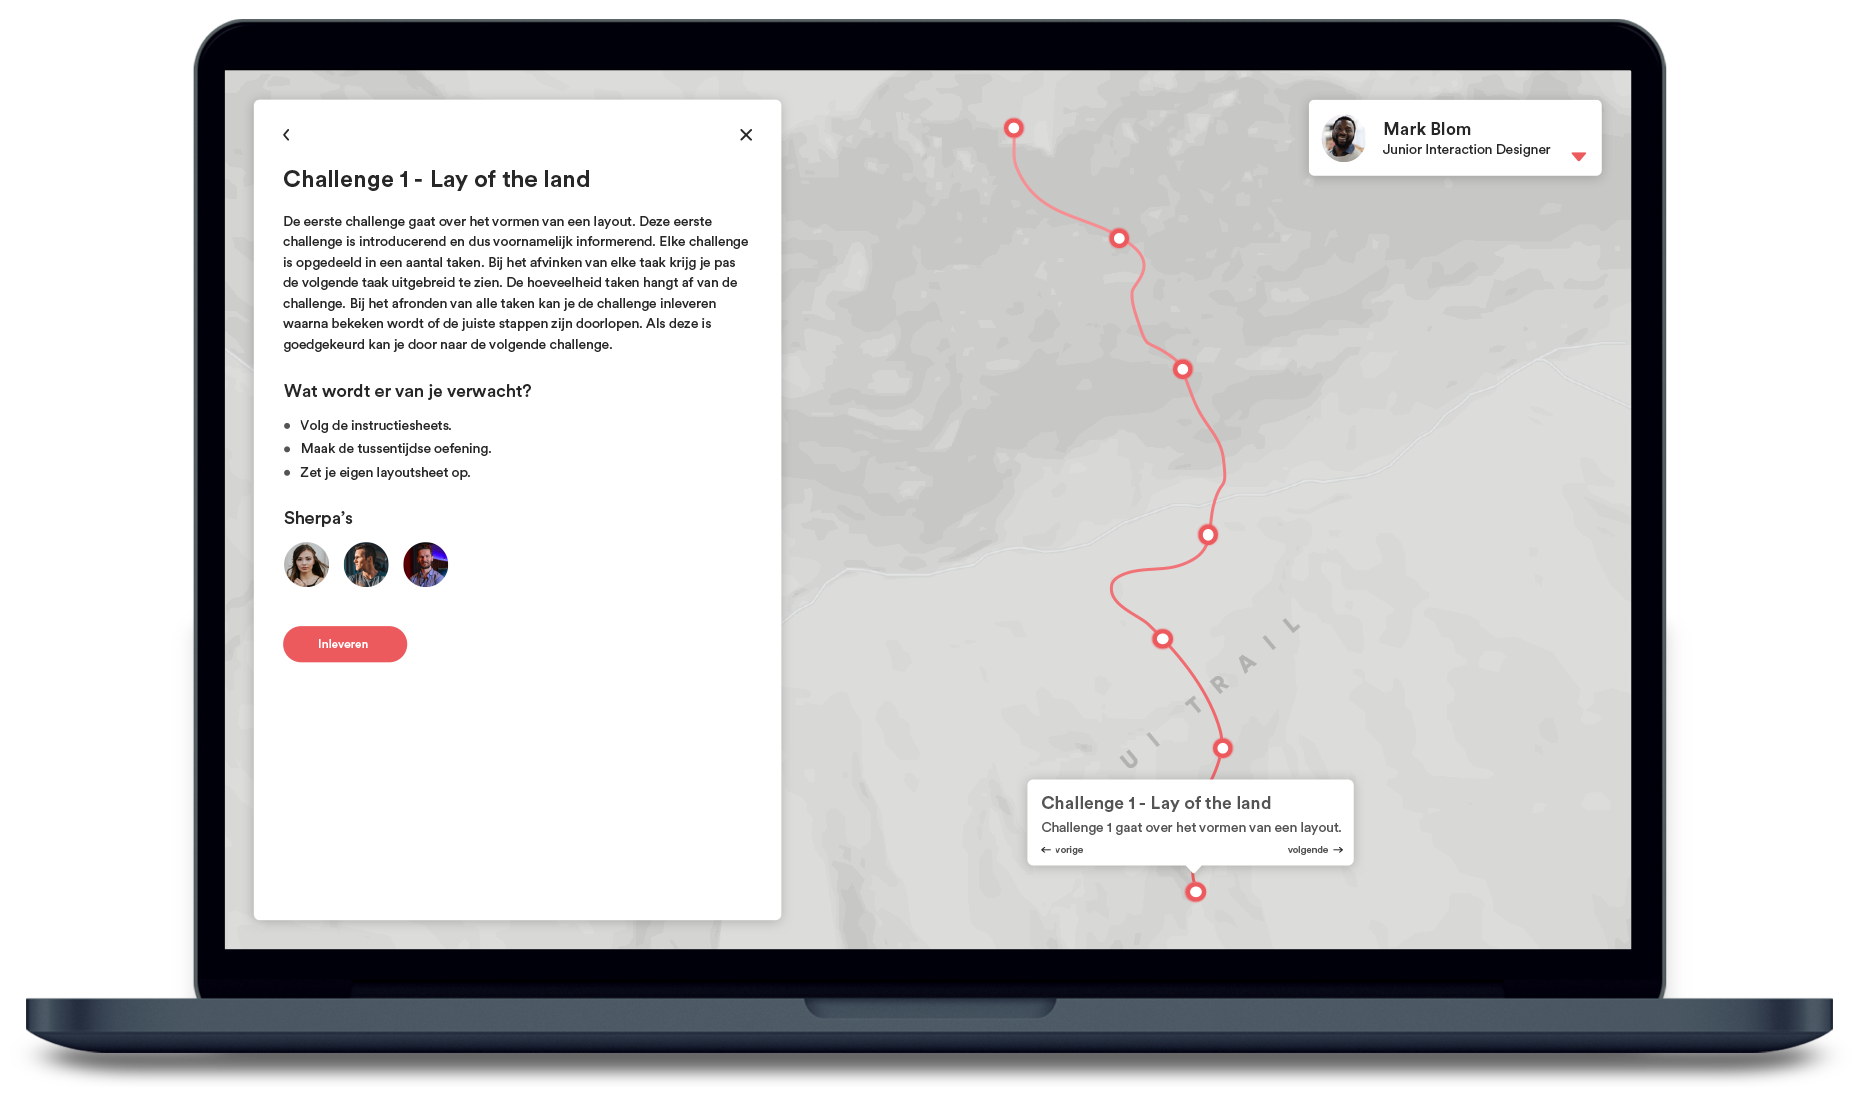 Challenge 1 - Lay of the land
De eerste challenge gaat over het vormen van een layout. Deze eerste
challenge is introducerend en dus voornamelijk informerend. Elke challenge
is opgedeeld in een aantal taken. Bij het afvinken van elke taak krijg je pas
de volgende taak uitgebreid te zien. De hoeveelheid taken hangt af van de
challenge. Bij het afronden van alle taken kan je de challenge inleveren
waarna bekeken wordt of de juiste stappen zijn doorlopen. Als deze is
goedgekeurd kan je door naar de volgende challenge.
Wat wordt er van je verwacht?
Volg de instructiesheets.
Maak de tussentijdse oefening.
Zet je eigen layoutsheet op.
Sherpa's
Inleveren
Mark Blom
Junior Interaction Designer
UI TRAIL
Challenge 1 - Lay of the land
Challenge 1 gaat over het vormen van een layout.
← vorige
volgende →